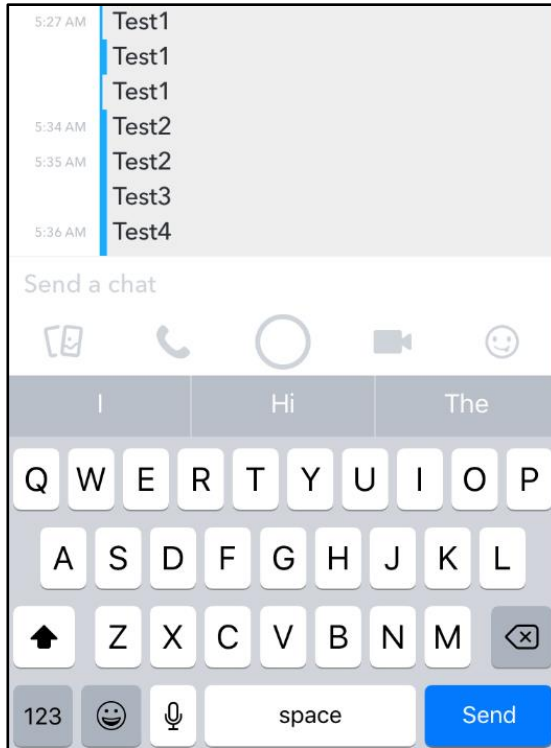 5:27 AM Test1
Test1
Test1
5:34 AM Test2
5:35 AM Test2
Test3
5:36 AM Test4
Send a chat
I Hi The
Q W E R T Y U I O P
A S D F G H J K L
Z X C V B N M
123 space Send